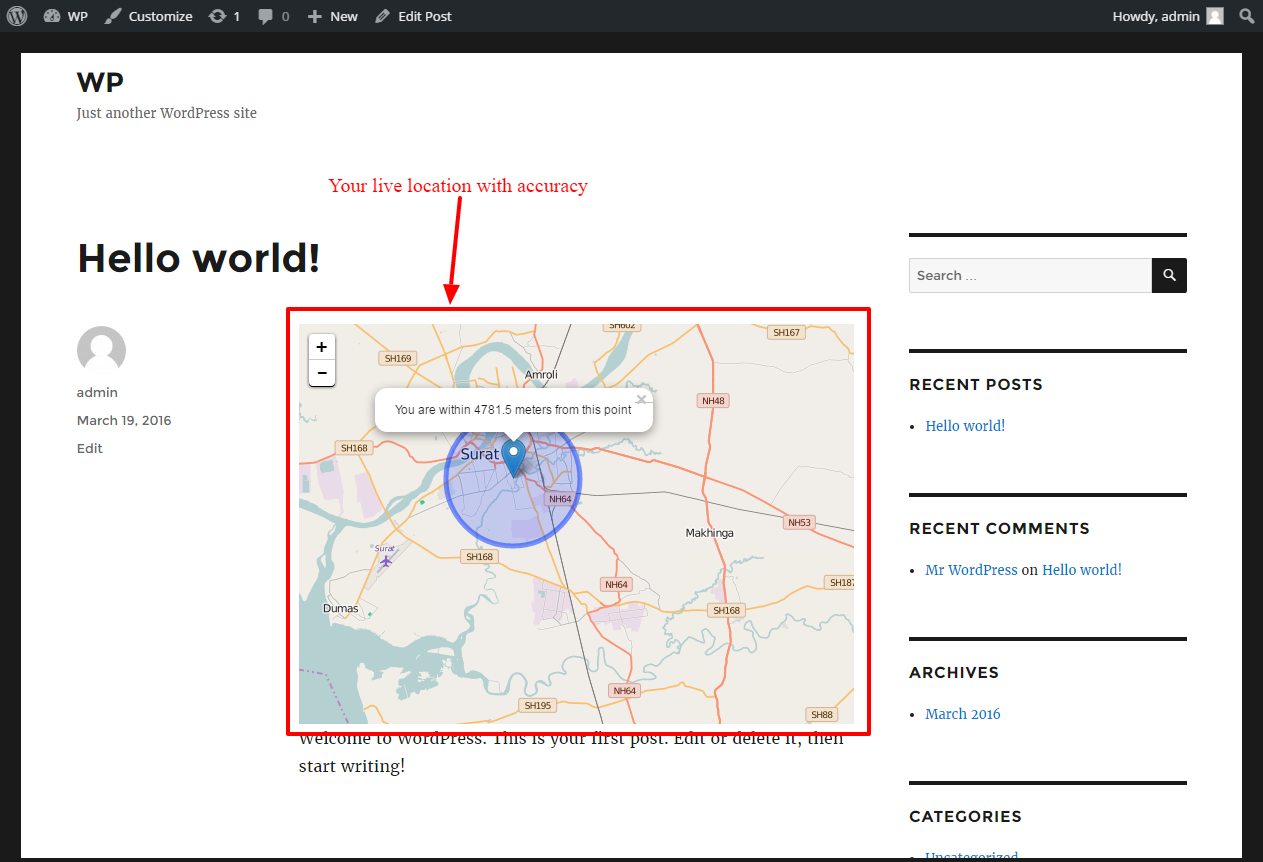 WP
Customize
1
0
New
Edit Post
Howdy, admin
WP
Just another WordPress site
Your live location with accuracy
Hello world!
admin
March 19, 2016
Edit
+
−
SH602
SH167
SH169
Amroli
NH48
You are within 4781.5 meters from this point
×
SH168
Surat
NH64
NH53
Makhinga
Surat
SH168
NH64
SH187
Dumas
SH168
NH64
SH195
SH88
Welcome to WordPress. This is your first post. Edit or delete it, then
start writing!
Search ...
RECENT POSTS
Hello world!
RECENT COMMENTS
Mr WordPress on Hello world!
ARCHIVES
March 2016
CATEGORIES
Uncategorized